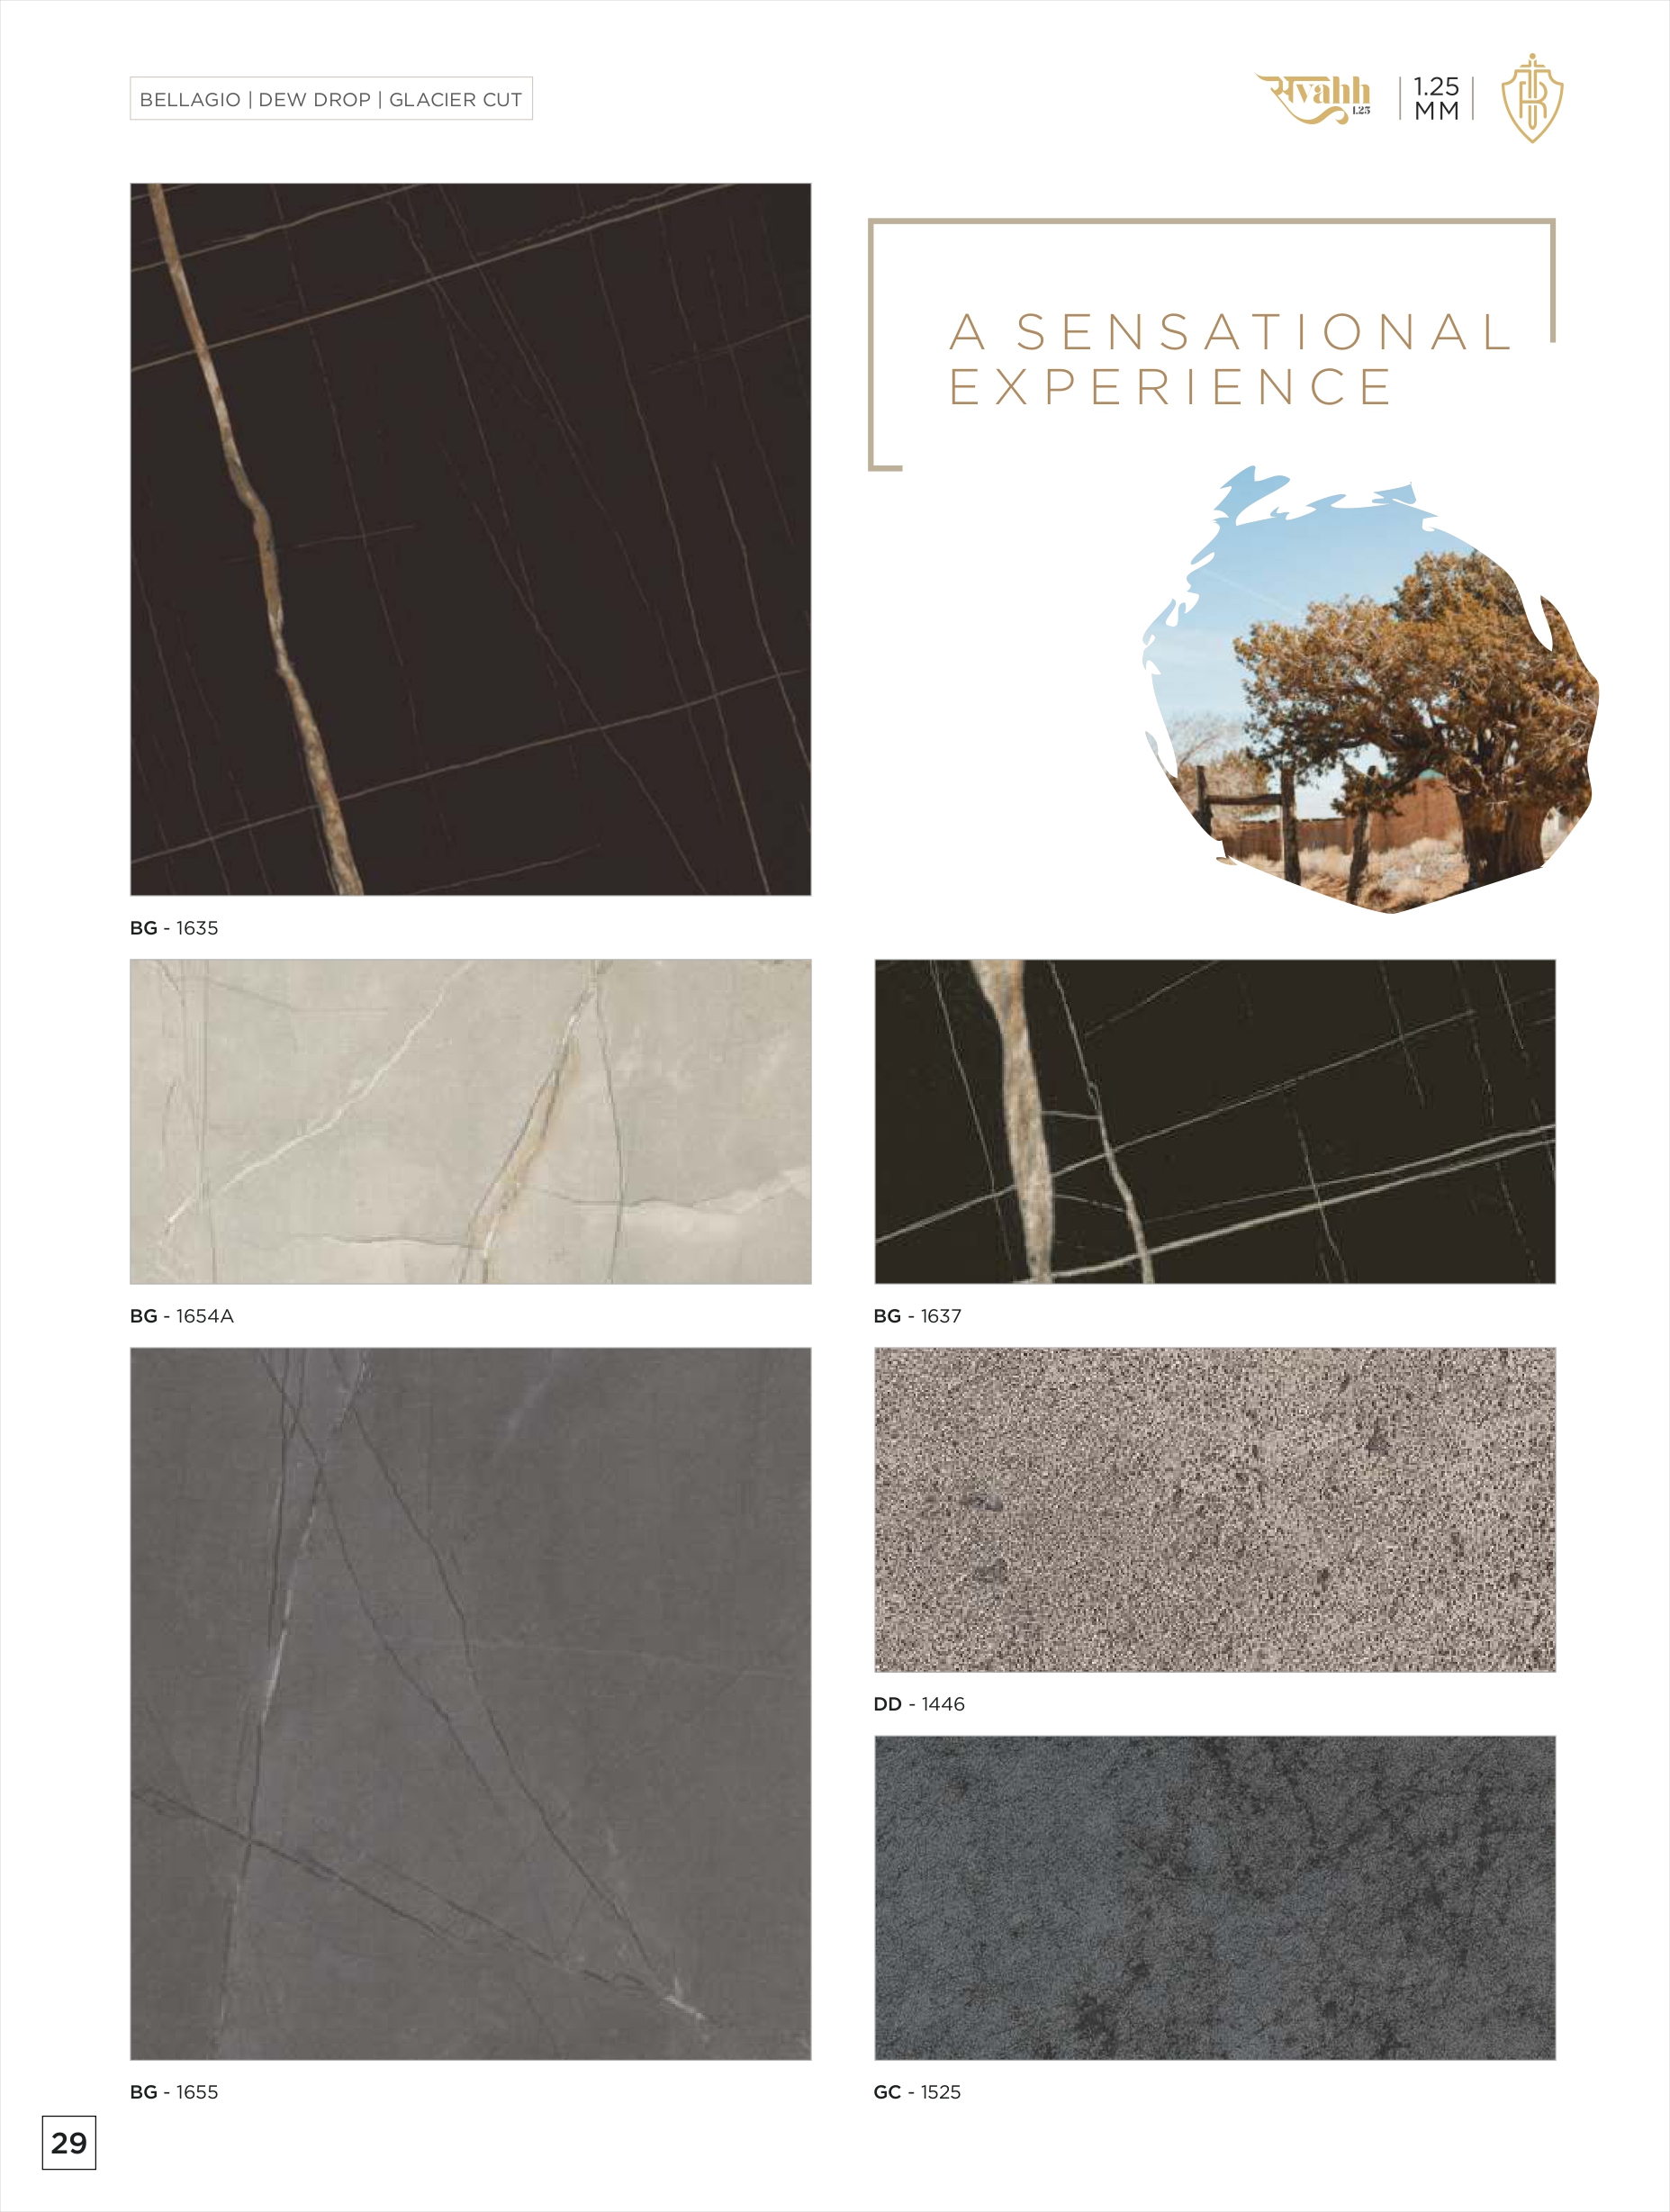 BELLAGIO | DEW DROP | GLACIER CUT
स्वahh
1.25
1.25
MM
A SENSATIONAL
EXPERIENCE
BG - 1635
BG - 1654A
BG - 1637
DD - 1446
BG - 1655
GC - 1525
29